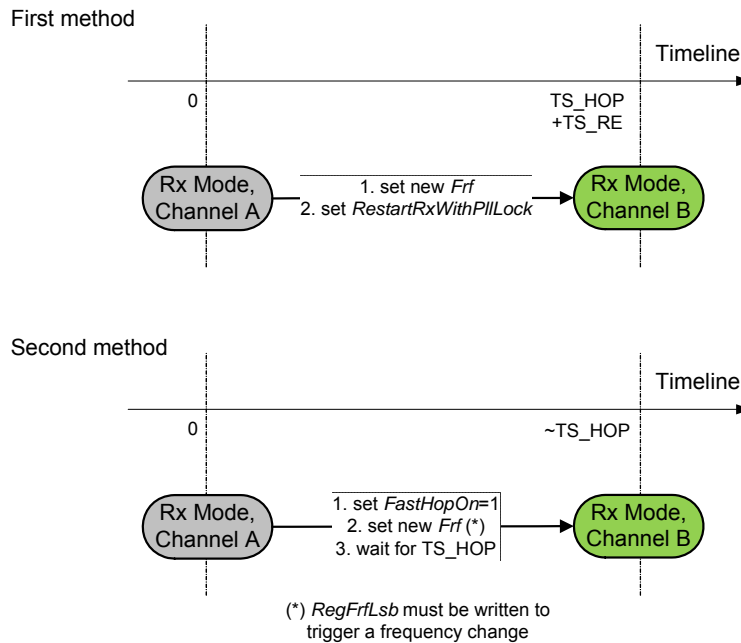 First method
Timeline
0
TS_HOP
+TS_RE
Rx Mode,
Channel A
1. set new Frf
2. set RestartRxWithPllLock
Rx Mode,
Channel B
Second method
Timeline
0
~TS_HOP
Rx Mode,
Channel A
1. set FastHopOn=1
2. set new Frf (*)
3. wait for TS_HOP
Rx Mode,
Channel B
(*) RegFrfLsb must be written to
trigger a frequency change